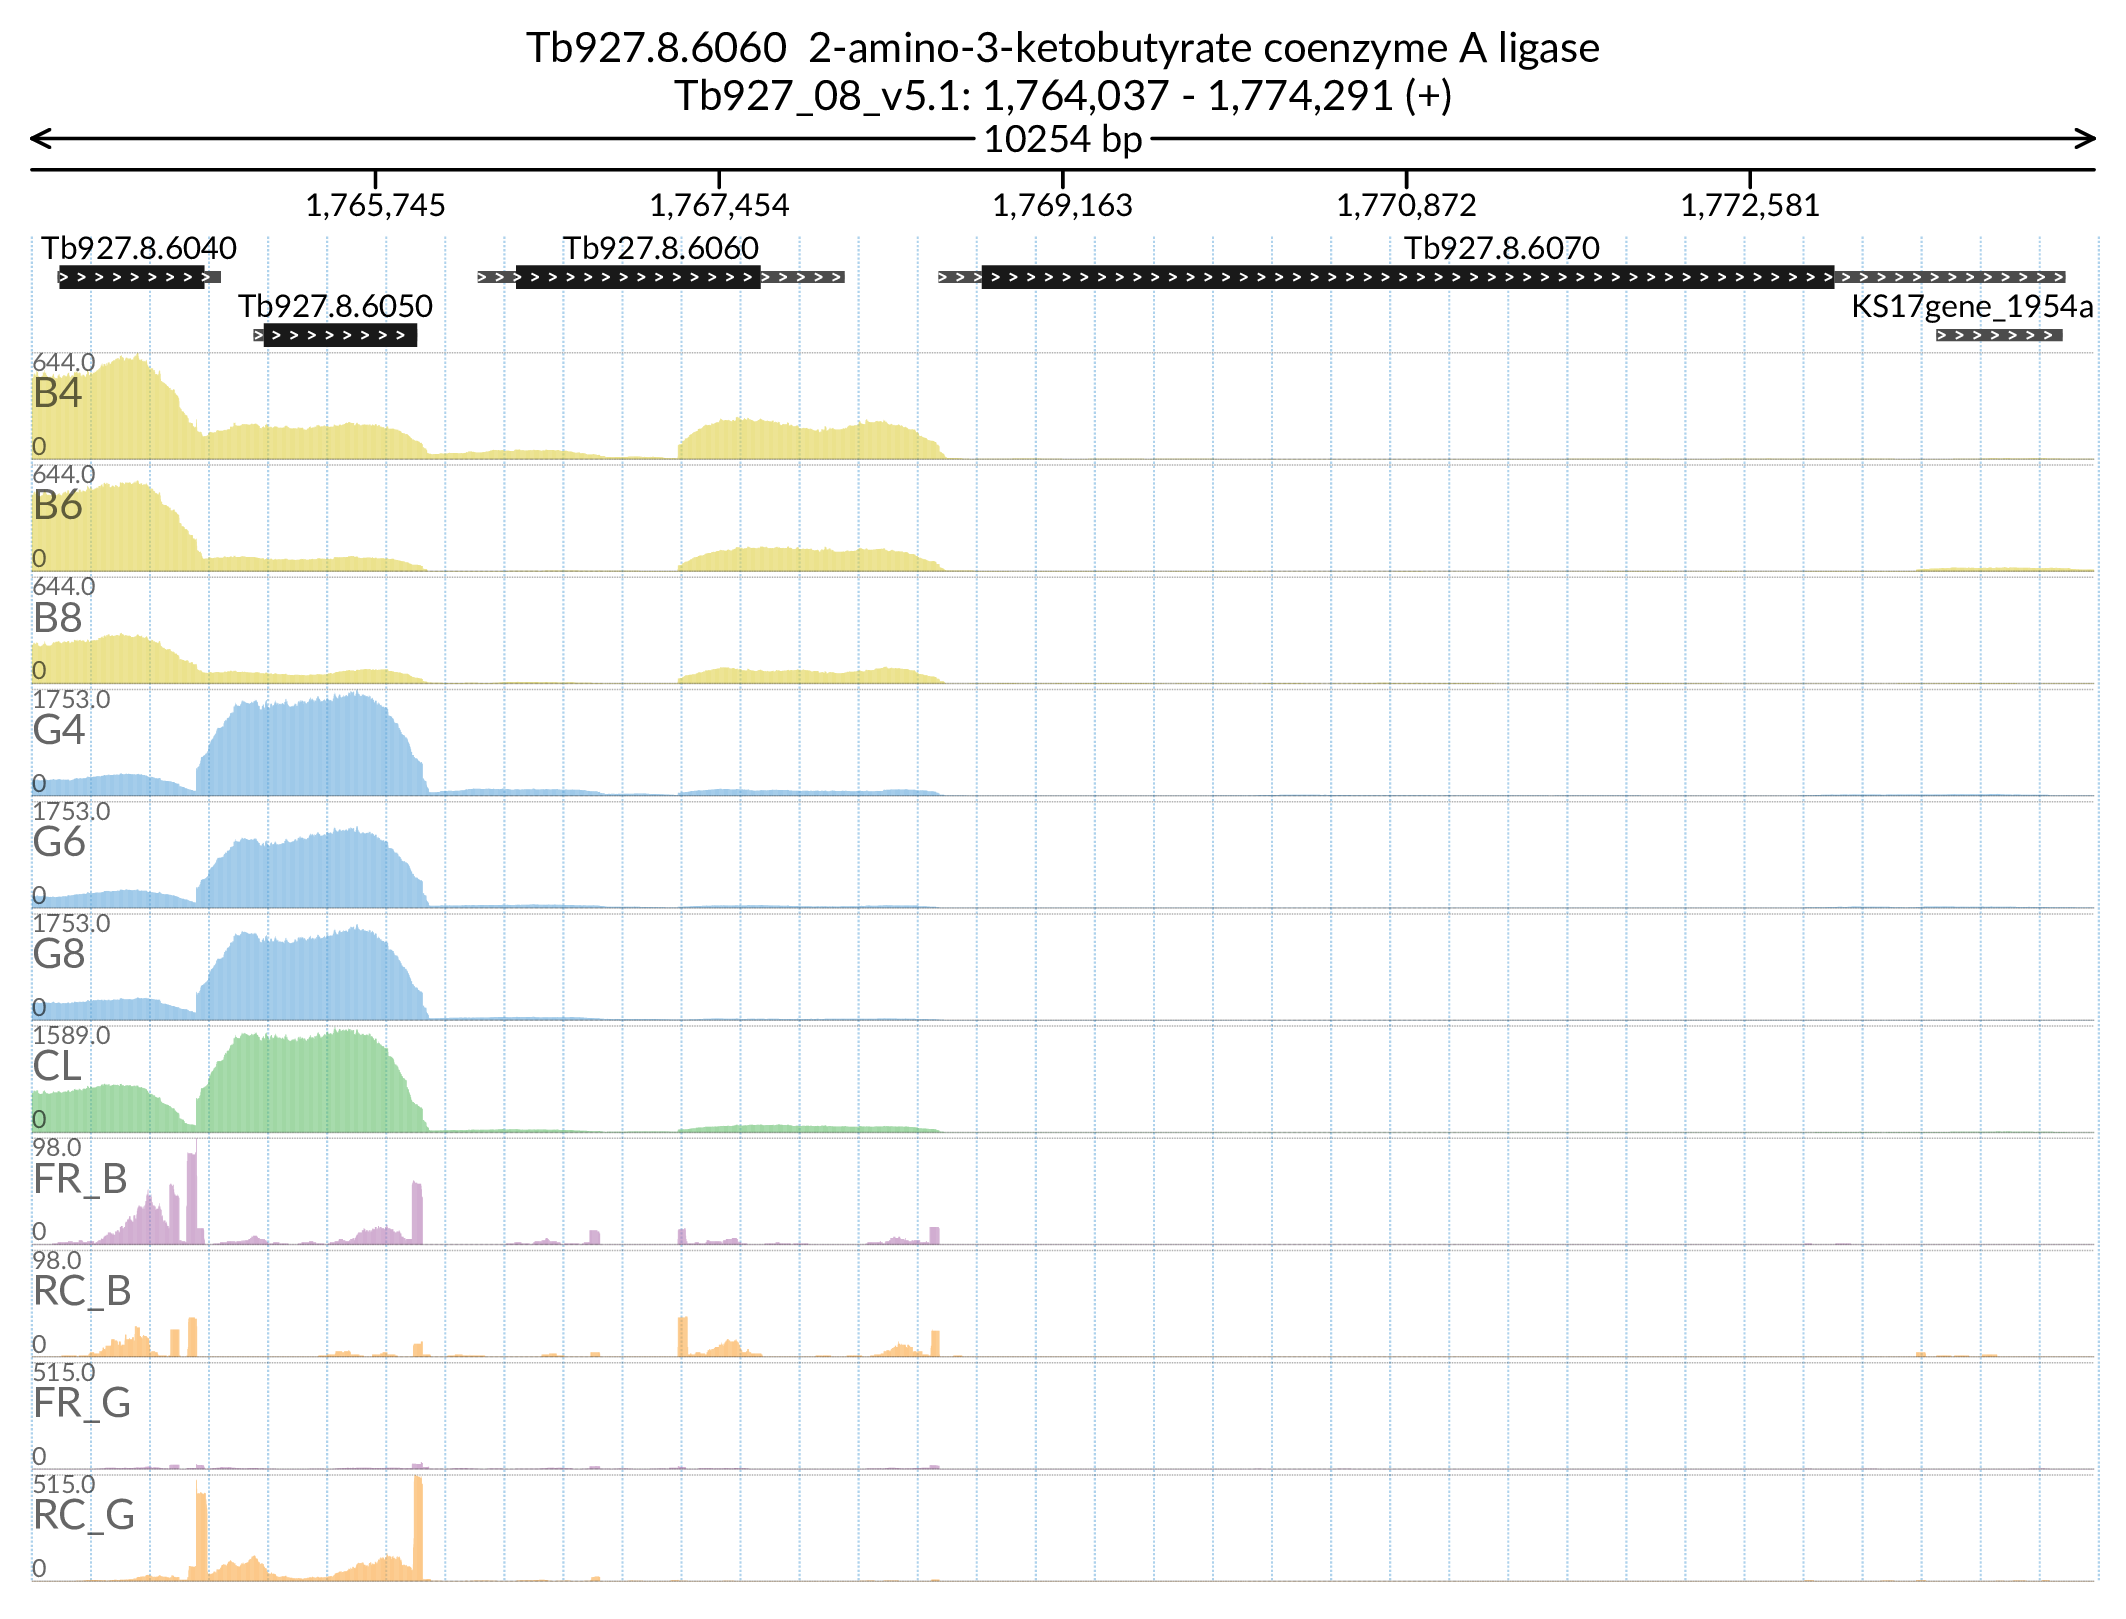 Tb927.8.6060  2-amino-3-ketobutyrate coenzyme A ligase
Tb927_08_v5.1: 1,764,037 - 1,774,291 (+)
10254 bp
1,765,745 1,767,454 1,769,163 1,770,872 1,772,581
Tb927.8.6040 Tb927.8.6060 Tb927.8.6070
Tb927.8.6050 KS17gene_1954a
644.0
B4
0
644.0
B6
0
644.0
B8
0
1753.0
G4
0
1753.0
G6
0
1753.0
G8
0
1589.0
CL
0
98.0
FR_B
0
98.0
RC_B
0
515.0
FR_G
0
515.0
RC_G
0